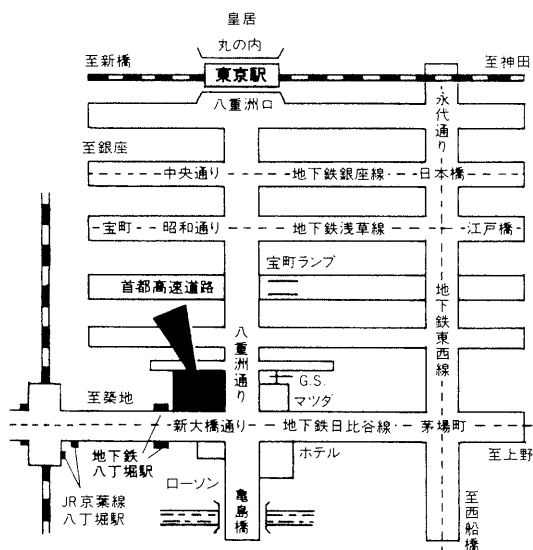 皇居
丸の内
至新橋
東京駅
至神田
八重洲口
永代通り
至銀座
中央通り
地下鉄銀座線
日本橋
宝町
昭和通り
地下鉄浅草線
江戸橋
宝町ランプ
首都高速道路
地下鉄東西線
八重洲通り
G.S.
マツダ
至築地
新大橋通り
地下鉄日比谷線
茅場町
地下鉄
八丁堀駅
ホテル
至上野
ローソン
亀島橋
JR京葉線
八丁堀駅
至西船橋